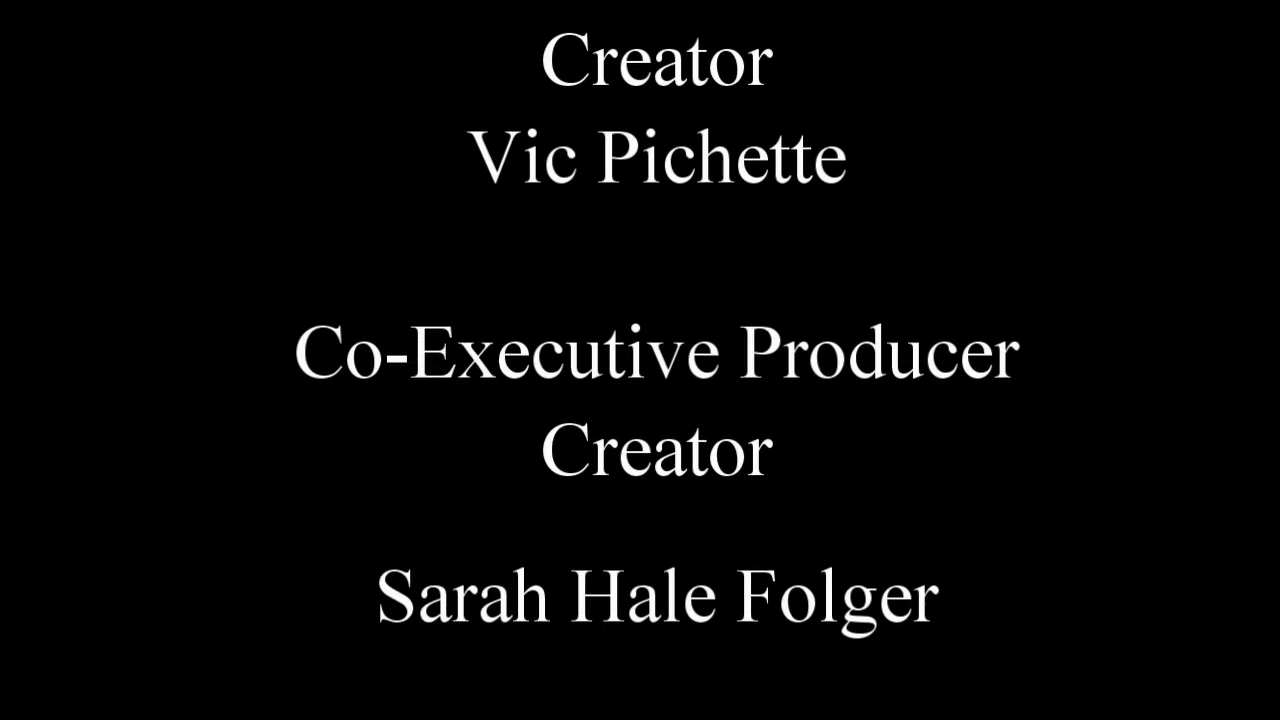 Creator
Vic Pichette
Co-Executive Producer
Creator
Sarah Hale Folger